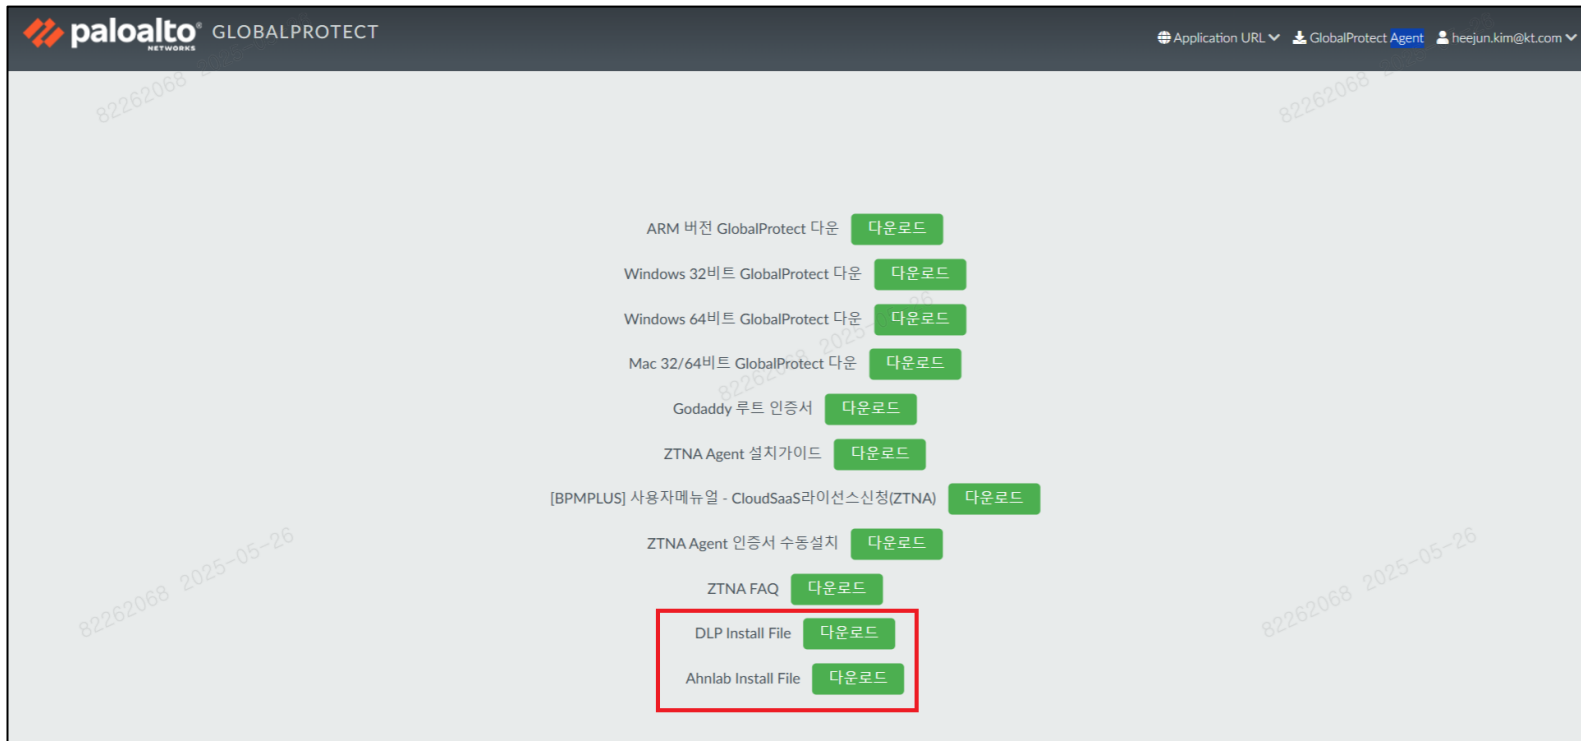 paloalto NETWORKS GLOBALPROTECT
Application URL GlobalProtect Agent heejun.kim@kt.com
82262068
82262068
ARM 버전 GlobalProtect 다운 다운로드
Windows 32비트 GlobalProtect 다운 다운로드
Windows 64비트 GlobalProtect 다운 다운로드
82262068 2025-05-26
Mac 32/64비트 GlobalProtect 다운 다운로드
Godaddy 루트 인증서 다운로드
ZTNA Agent 설치가이드 다운로드
[BPMPLUS] 사용자메뉴얼 - CloudSaaS라이선스신청(ZTNA) 다운로드
ZTNA Agent 인증서 수동설치 다운로드
82262068 2025-05-26
82262068 2025-05-26
ZTNA FAQ 다운로드
DLP Install File 다운로드
Ahnlab Install File 다운로드